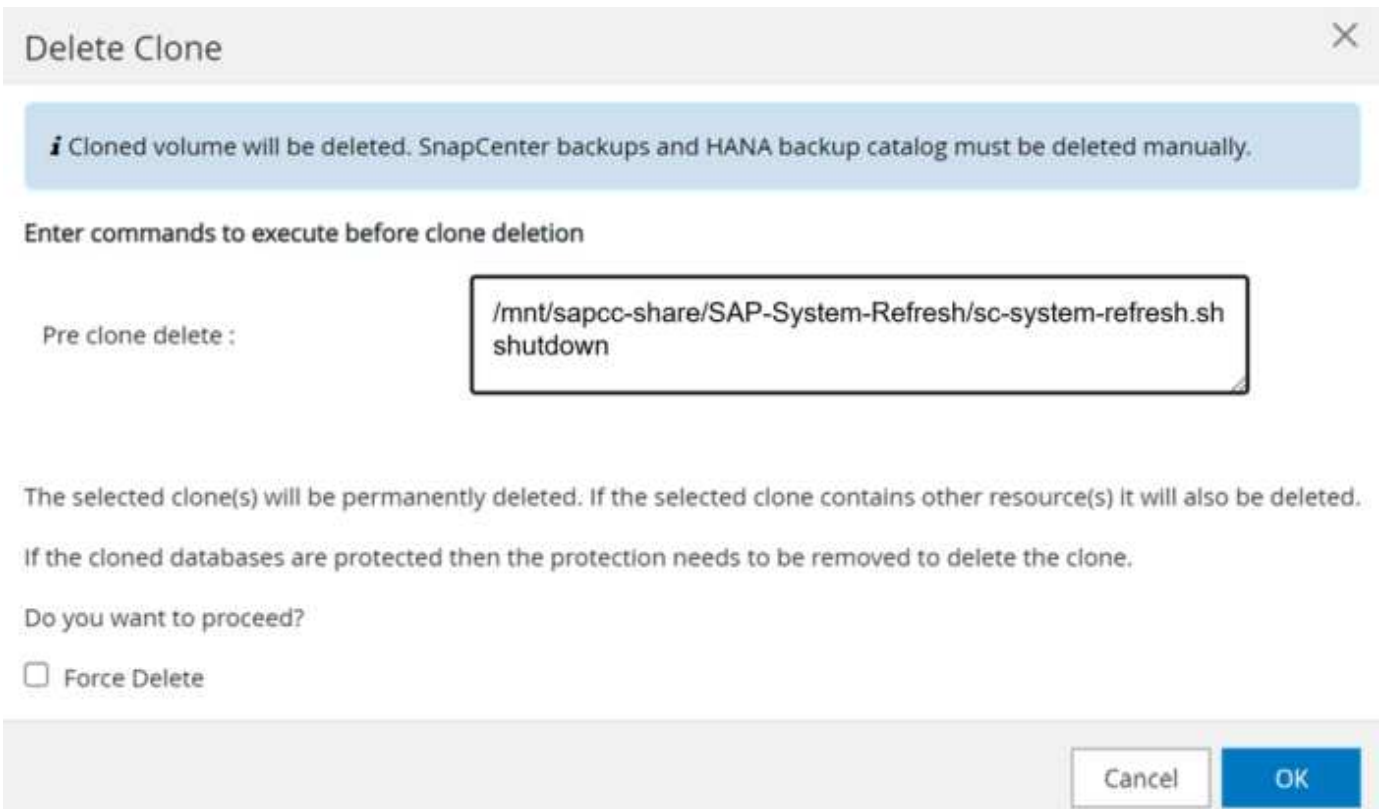 Delete Clone
i Cloned volume will be deleted. SnapCenter backups and HANA backup catalog must be deleted manually.
Enter commands to execute before clone deletion
Pre clone delete :
/mnt/sapcc-share/SAP-System-Refresh/sc-system-refresh.sh
shutdown
The selected clone(s) will be permanently deleted. If the selected clone contains other resource(s) it will also be deleted.
If the cloned databases are protected then the protection needs to be removed to delete the clone.
Do you want to proceed?
Force Delete
Cancel
OK